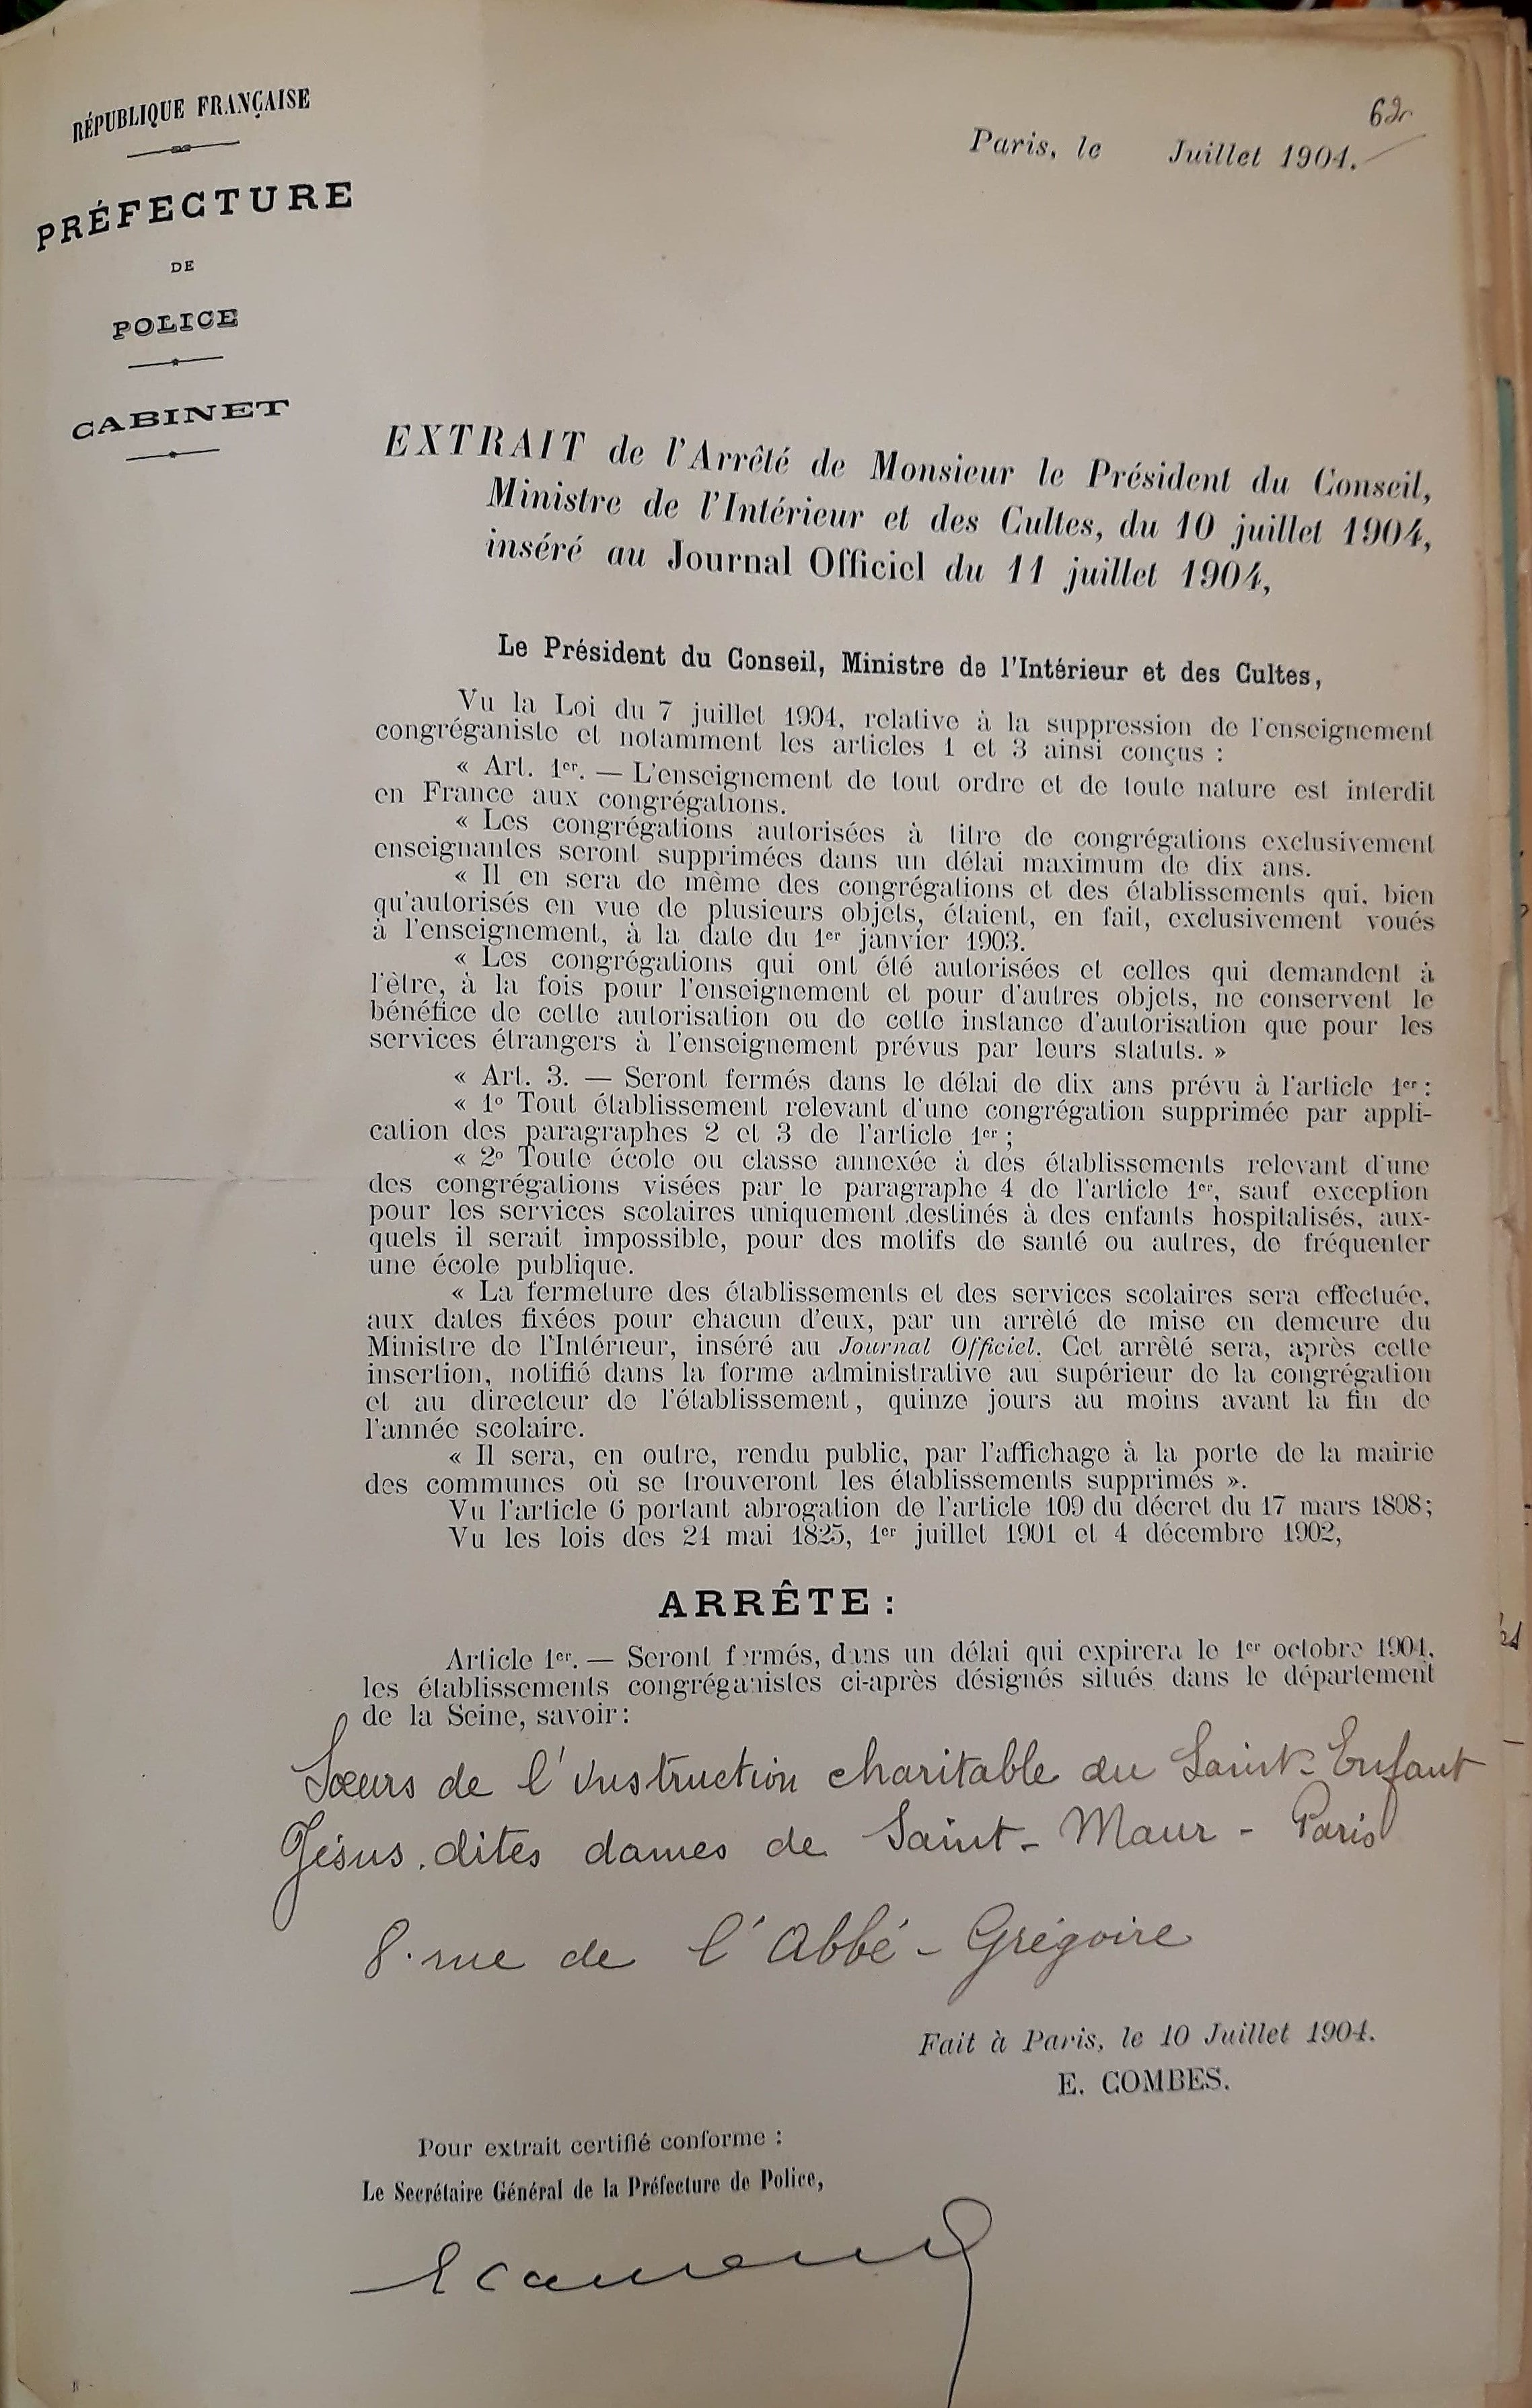 RÉPUBLIQUE FRANÇAISE
PRÉFECTURE
DE
POLICE
CABINET
Paris, le Juillet 1904.
EXTRAIT de l'Arrêté de Monsieur le Président du Conseil,
Ministre de l'Intérieur et des Cultes, du 10 juillet 1904,
inséré au Journal Officiel du 11 juillet 1904,
Le Président du Conseil, Ministre de l'Intérieur et des Cultes,
Vu la Loi du 7 juillet 1904, relative à la suppression de l'enseignement
congréganiste et notamment les articles 1 et 3 ainsi conçus :
« Art. 1er. — L'enseignement de tout ordre et de toute nature est interdit
en France aux congrégations.
« Les congrégations autorisées à titre de congrégations exclusivement
enseignantes seront supprimées dans un délai maximum de dix ans.
« Il en sera de même des congrégations et des établissements qui, bien
qu'autorisés en vue de plusieurs objets, étaient, en fait, exclusivement voués
à l'enseignement, à la date du 1er janvier 1903.
« Les congrégations qui ont été autorisées et celles qui demandent à
l'être, à la fois pour l'enseignement et pour d'autres objets, ne conservent le
bénéfice de cette autorisation ou de cette instance d'autorisation que pour les
services étrangers à l'enseignement prévus par leurs statuts. »
« Art. 3. — Seront fermés dans le délai de dix ans prévu à l'article 1er :
« 1o Tout établissement relevant d'une congrégation supprimée par appli-
cation des paragraphes 2 et 3 de l'article 1er ;
« 2o Toute école ou classe annexée à des établissements relevant d'une
des congrégations visées par le paragraphe 4 de l'article 1er, sauf exception
pour les services scolaires uniquement destinés à des enfants hospitalisés, aux-
quels il serait impossible, pour des motifs de santé ou autres, de fréquenter
une école publique.
« La fermeture des établissements et des services scolaires sera effectuée,
aux dates fixées pour chacun d'eux, par un arrêté de mise en demeure du
Ministre de l'Intérieur, inséré au Journal Officiel. Cet arrêté sera, après cette
insertion, notifié dans la forme administrative au supérieur de la congrégation
et au directeur de l'établissement, quinze jours au moins avant la fin de
l'année scolaire.
« Il sera, en outre, rendu public, par l'affichage à la porte de la mairie
des communes où se trouveront les établissements supprimés ».
Vu l'article 6 portant abrogation de l'article 109 du décret du 17 mars 1808;
Vu les lois des 24 mai 1825, 1er juillet 1901 et 4 décembre 1902,
ARRÊTE :
Article 1er. — Seront fermés, dans un délai qui expirera le 1er octobre 1904,
les établissements congréganistes ci-après désignés situés dans le département
de la Seine, savoir :
Sœurs de l'instruction charitable du Saint-Enfant
Jésus, dites dames de Saint-Maur - Paris
8. rue de l'Abbé-Grégoire
Fait à Paris, le 10 Juillet 1904.
E. COMBES.
Pour extrait certifié conforme :
Le Secrétaire Général de la Préfecture de Police,